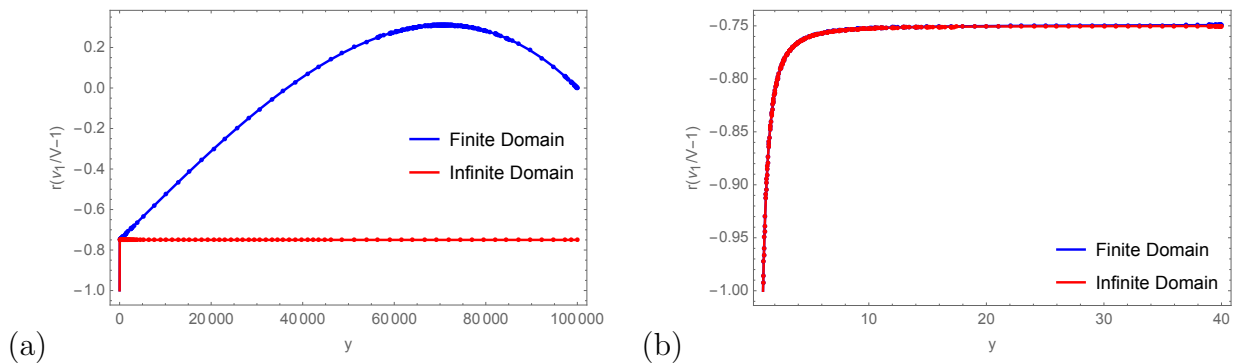 0.2
0.0
−0.2
−0.4
−0.6
−0.8
−1.0
r(v₁/V−1)
Finite Domain
Infinite Domain
0
20 000
40 000
60 000
80 000
100 000
y
(a)
−0.75
−0.80
−0.85
−0.90
−0.95
−1.00
r(v₁/V−1)
Finite Domain
Infinite Domain
10
20
30
40
y
(b)